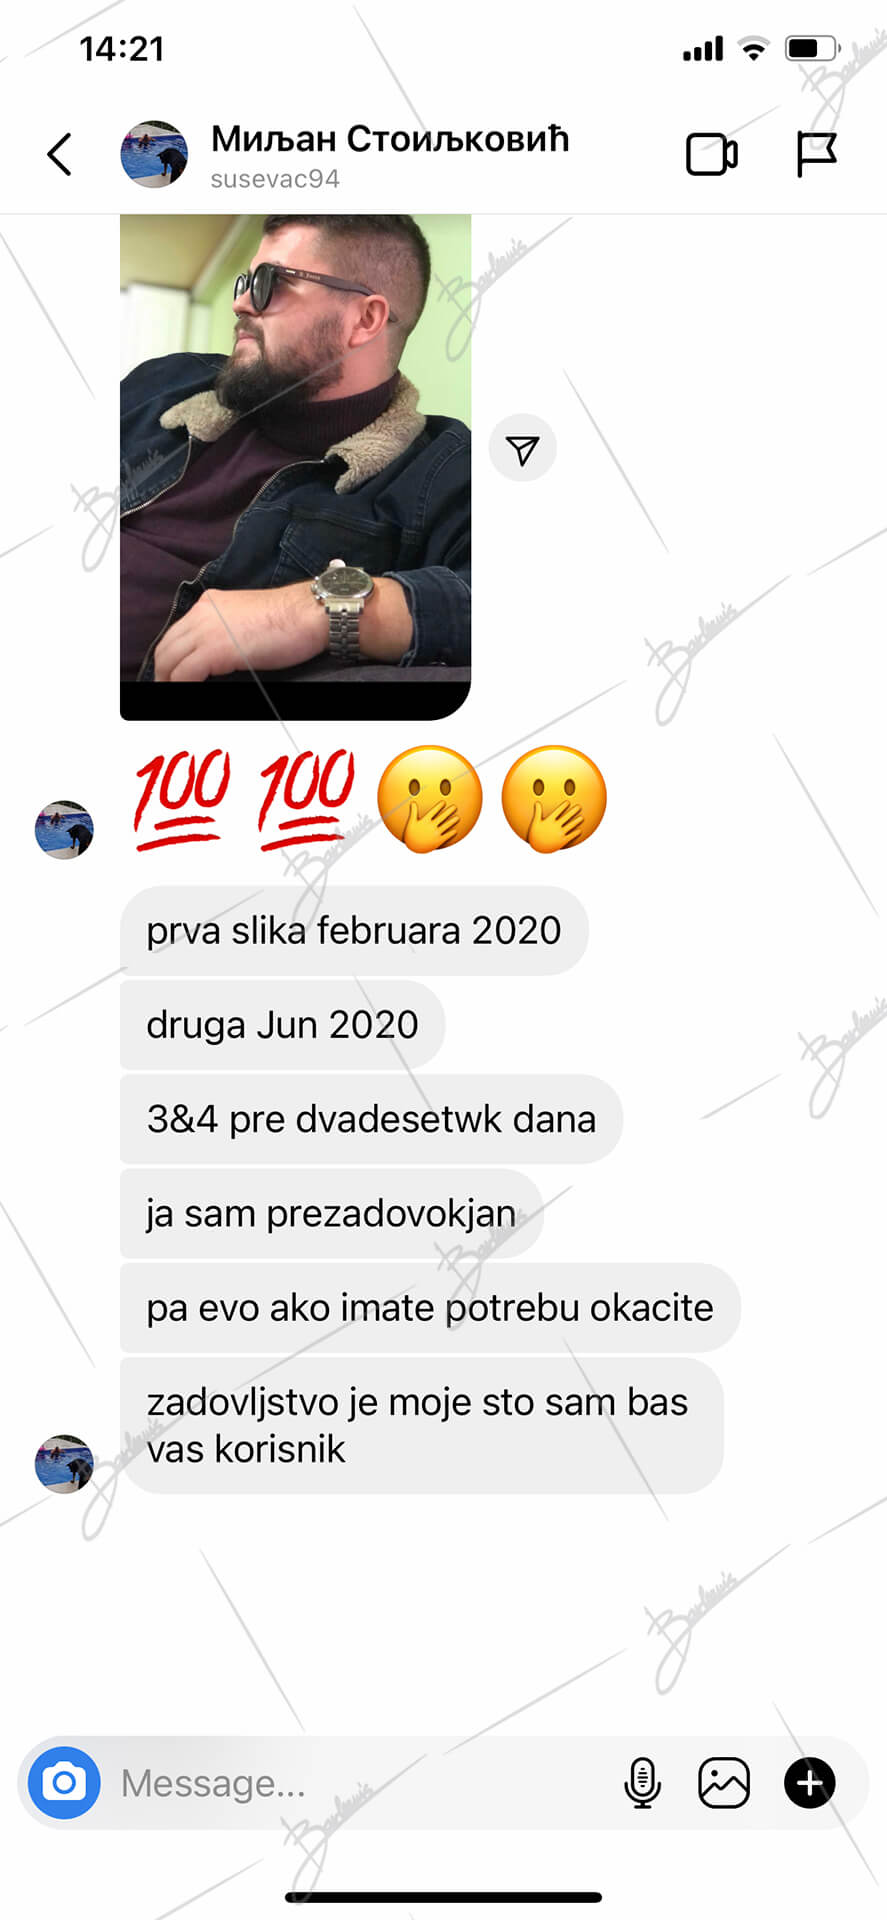 14:21
Миљан Стоиљковић
susevac94
prva slika februara 2020
druga Jun 2020
3&4 pre dvadesetwk dana
ja sam prezadovokjan
pa evo ako imate potrebu okacite
zadovljstvo je moje sto sam bas
vas korisnik
Message...